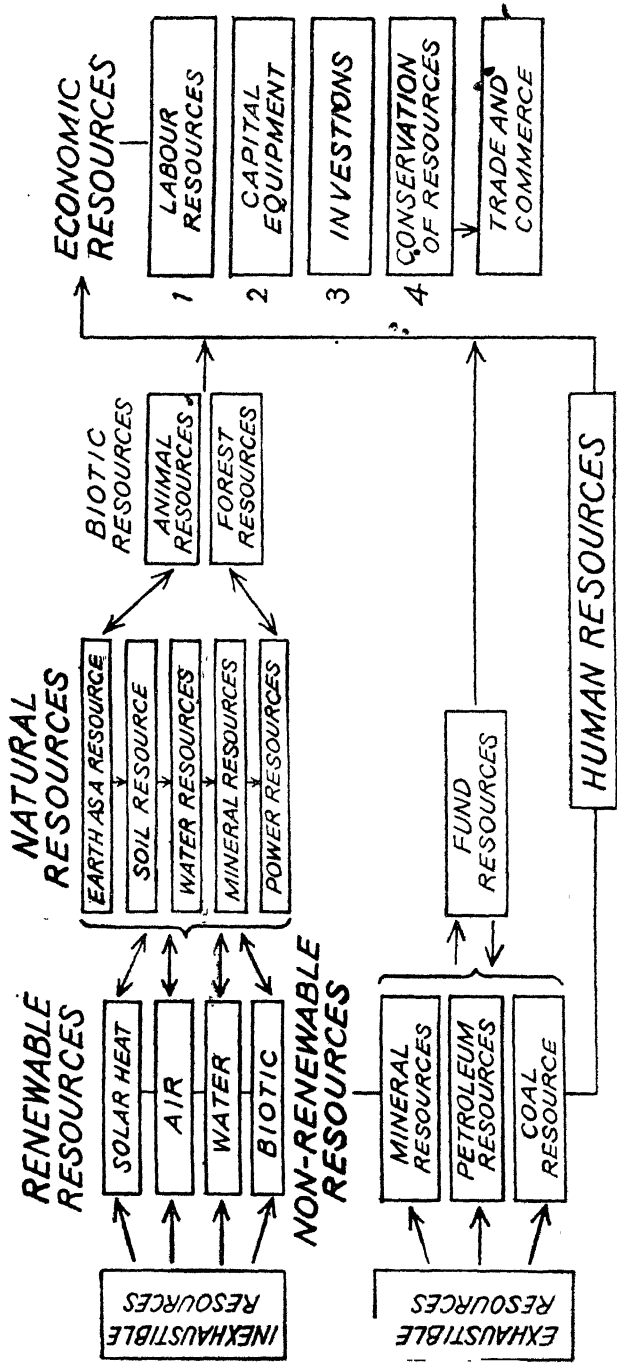 INEXHAUSTIBLE
RESOURCES
RENEWABLE
RESOURCES
SOLAR HEAT
AIR
WATER
BIOTIC
NATURAL
RESOURCES
EARTH AS A RESOURCE
SOIL RESOURCE
WATER RESOURCES
MINERAL RESOURCES
POWER RESOURCES
BIOTIC
RESOURCES
ANIMAL
RESOURCES
FOREST
RESOURCES
ECONOMIC
RESOURCES
1
LABOUR
RESOURCES
2
CAPITAL
EQUIPMENT
3
INVESTIONS
4
CONSERVATION
OF RESOURCES
TRADE AND
COMMERCE
EXHAUSTIBLE
RESOURCES
NON-RENEWABLE
RESOURCES
MINERAL
RESOURCES
PETROLEUM
RESOURCES
COAL
RESOURCE
FUND
RESOURCES
HUMAN RESOURCES